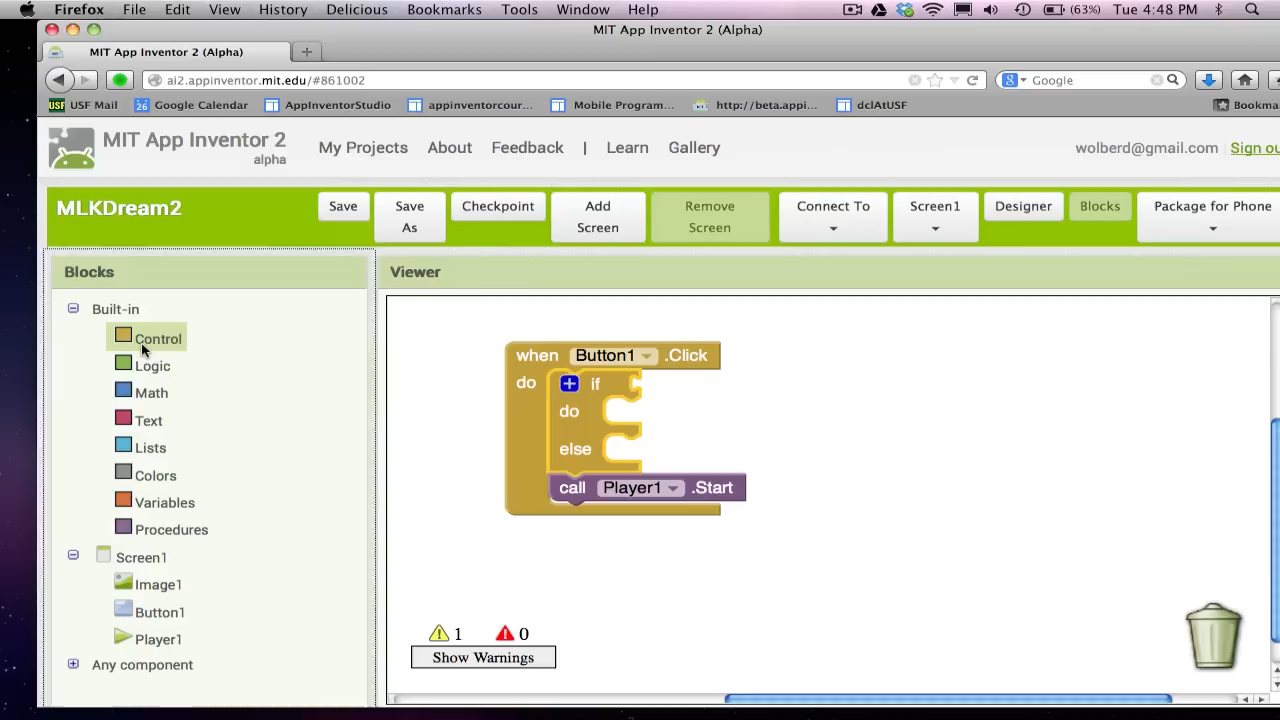 Firefox File Edit View History Delicious Bookmarks Tools Window Help (63%) Tue 4:48 PM
MIT App Inventor 2 (Alpha)
MIT App Inventor 2 (Alpha)
ai2.appinventor.mit.edu/#861002
Google
USF USF Mail 26 Google Calendar AppInventorStudio appinventorcour... Mobile Program... http://beta.appi... dclAtUSF Bookma
MIT App Inventor 2
alpha
My Projects About Feedback | Learn Gallery
wolberd@gmail.com Sign ou
MLKDream2
Save
Save As
Checkpoint
Add Screen
Remove Screen
Connect To
Screen1
Designer
Blocks
Package for Phone
Blocks
Viewer
Built-in
Control
Logic
Math
Text
Lists
Colors
Variables
Procedures
Screen1
Image1
Button1
Player1
Any component
when Button1 .Click
do if
do
else
call Player1 .Start
1 0
Show Warnings